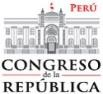 PERÚ
CONGRESO
de la
REPÚBLICA